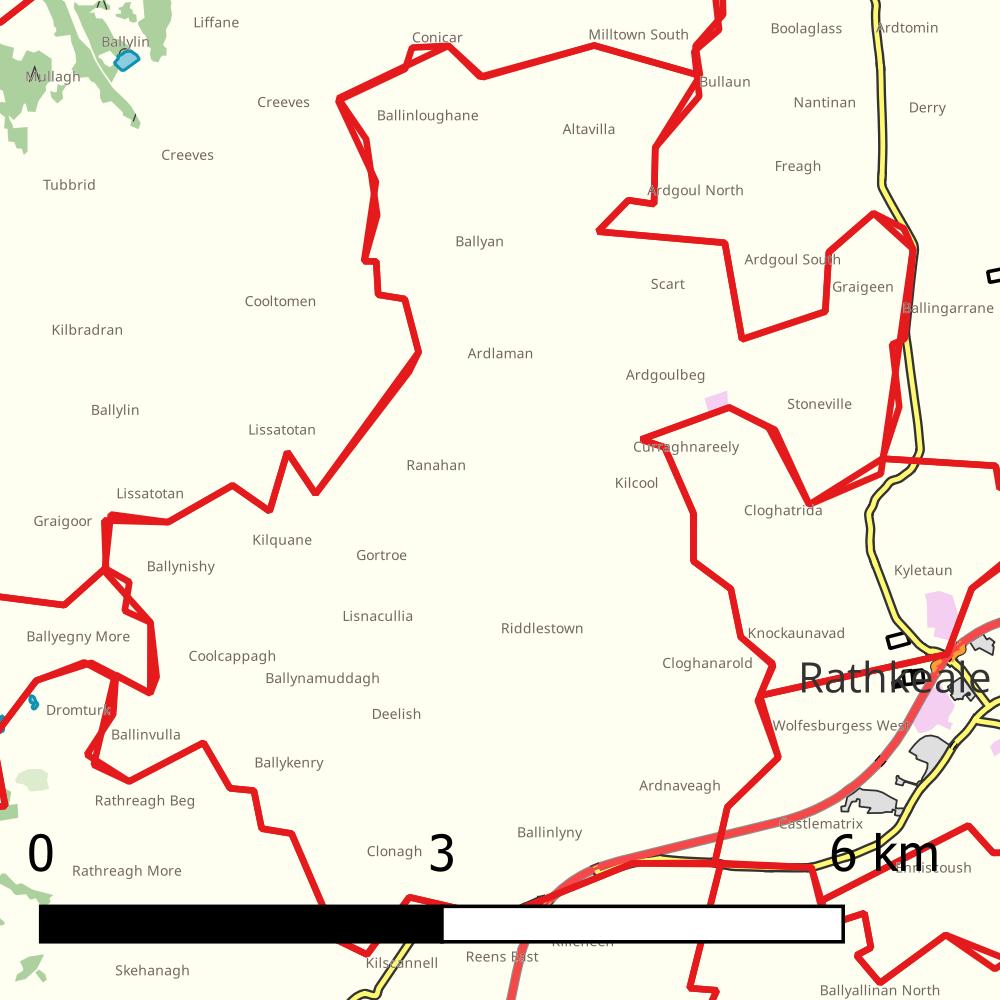 Liffane
Ballylin
Mullagh
Conicar
Milltown South
Boolaglass
Ardtomin
Bullaun
Creeves
Ballinloughane
Nantinan
Derry
Altavilla
Creeves
Freagh
Tubbrid
Ardgoul North
Ballyan
Ardgoul South
Scart
Graigeen
Cooltomen
Ballingarrane
Kilbradran
Ardlaman
Ardgoulbeg
Ballylin
Stoneville
Lissatotan
Curraghnareely
Ranahan
Kilcool
Lissatotan
Cloghatrida
Graigoor
Kilquane
Gortroe
Ballynishy
Kyletaun
Lisnacullia
Riddlestown
Ballyegny More
Knockaunavad
Coolcappagh
Cloghanarold
Ballynamuddagh
Rathkeale
Dromturk
Deelish
Wolfesburgess West
Ballinvulla
Ballykenry
Ardnaveagh
Rathreagh Beg
Castlematrix
Ballinlyny
Clonagh
0 3 6 km
Enniscoush
Rathreagh More
Killeheen
Reens East
Kilscannell
Skehanagh
Ballyallinan North